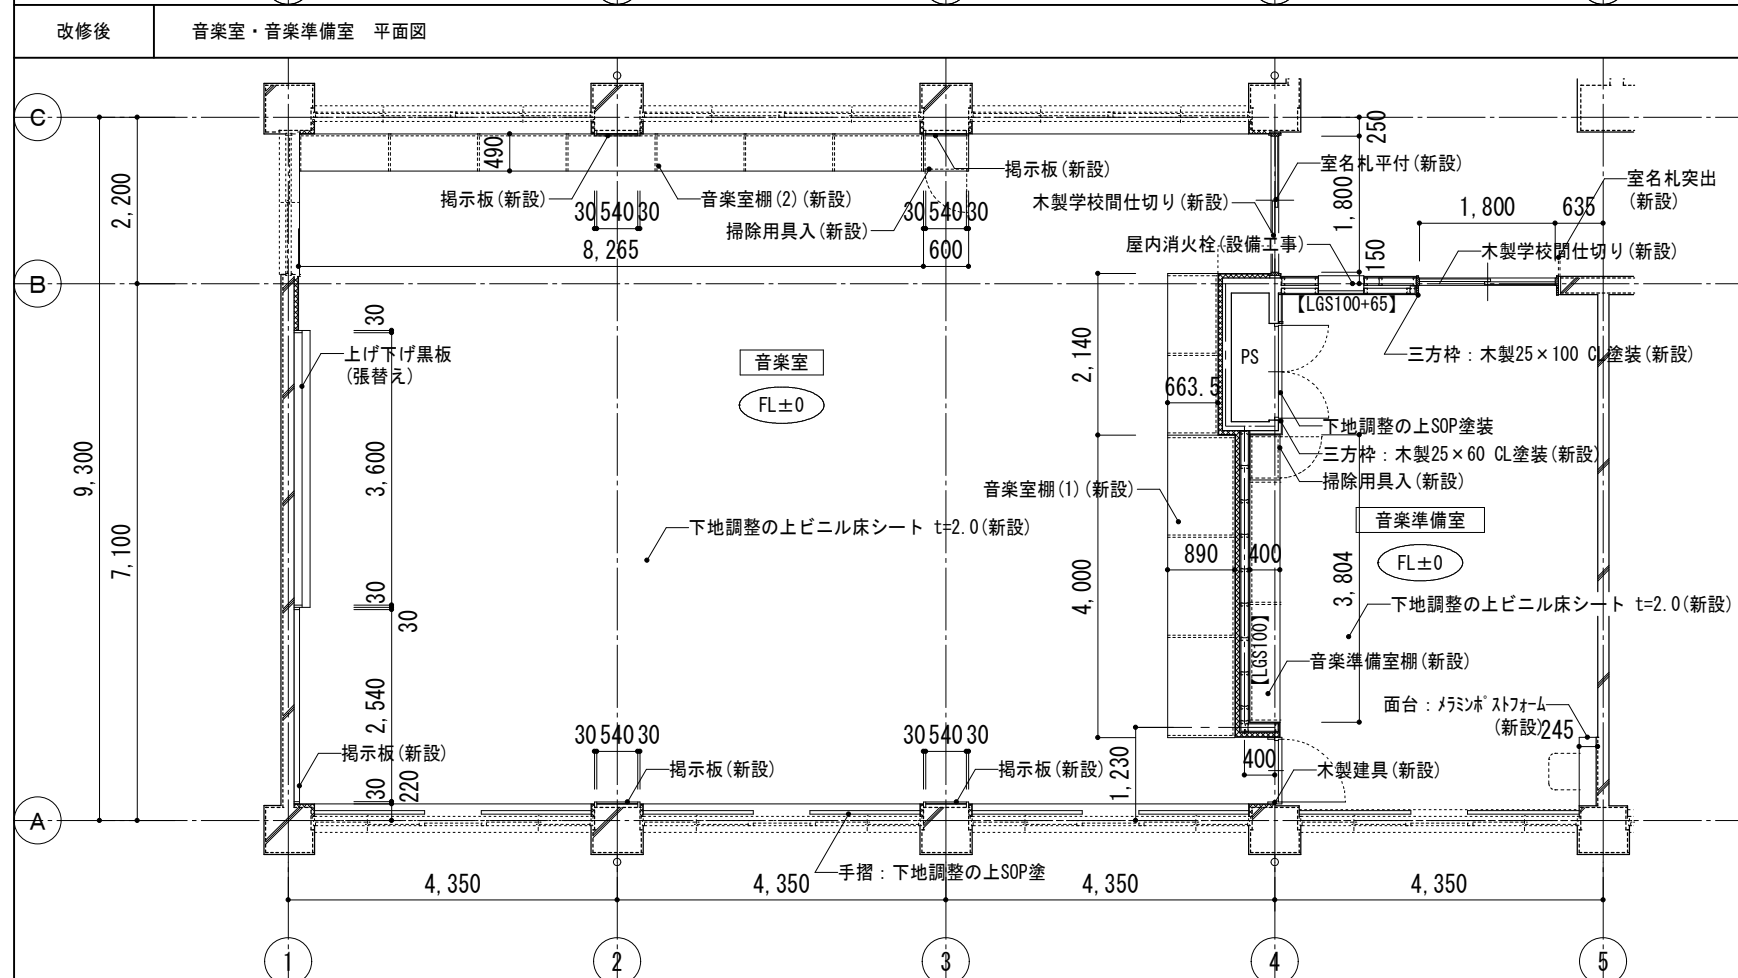 改修後
音楽室・音楽準備室 平面図
C
250
490
掲示板(新設)
室名札平付(新設)
掲示板(新設)
音楽室棚(2)(新設)
木製学校間仕切り(新設)
室名札突出
(新設)
2,200
30 540 30
30 540 30
1,800
1,800
635
掃除用具入(新設)
8,265
600
屋内消火栓(設備工事)
150
木製学校間仕切り(新設)
B
30
【LGS100+65】
上げ下げ黒板
(張替え)
音楽室
PS
三方枠：木製25×100 CL塗装(新設)
2,140
663.5
FL±0
下地調整の上SOP塗装
三方枠：木製25×60 CL塗装(新設)
9,300
3,600
掃除用具入(新設)
音楽室棚(1)(新設)
音楽準備室
下地調整の上ビニル床シート t=2.0(新設)
7,100
890
400
FL±0
4,000
3,804
30
30
下地調整の上ビニル床シート t=2.0(新設)
【LGS100】
音楽準備室棚(新設)
2,540
面台：ﾒﾗﾐﾝﾎﾟｽﾄﾌｫｰﾑ
(新設)
245
30 540 30
30 540 30
掲示板(新設)
掲示板(新設)
掲示板(新設)
1,230
400
木製建具(新設)
30
220
A
手摺：下地調整の上SOP塗
4,350
4,350
4,350
4,350
1
2
3
4
5